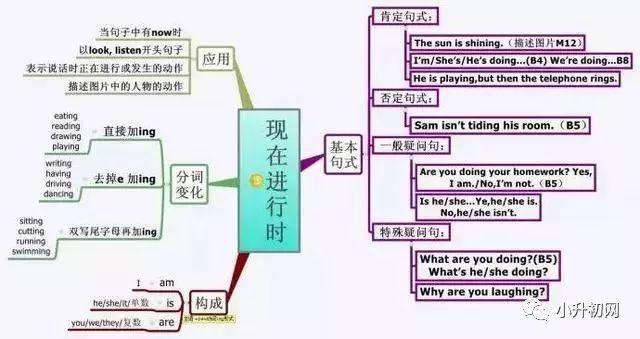 现在进行时
应用
当句子中有now时
以look, listen开头句子
表示说话时正在进行或发生的动作
描述图片中的人物的动作
分词
变化
直接加ing
eating
reading
drawing
playing
去掉e 加ing
writing
having
driving
dancing
双写尾字母再加ing
sitting
cutting
running
swimming
构成
I am
he/she/it/单数 is
you/we/they/复数 are
基本
句式
肯定句式:
The sun is shining.（描述图片M12）
I'm/She's/He's doing...(B4) We're doing...B8
He is playing,but then the telephone rings.
否定句式:
Sam isn't tiding his room.（B5）
一般疑问句:
Are you doing your homework? Yes,
I am./No,I'm not.（B5）
Is he/she...Ye,he/she is.
No,he/she isn't.
特殊疑问句:
What are you doing?(B5)
What's he/she doing?
Why are you laughing?
小升初网